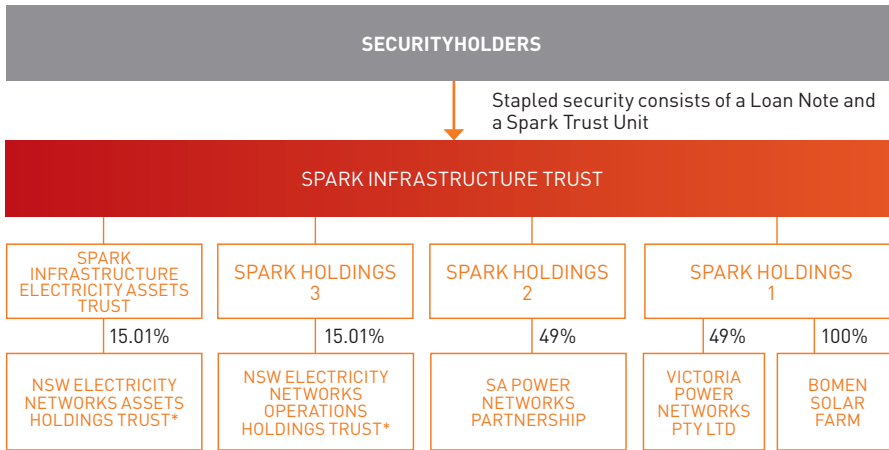 SECURITYHOLDERS
Stapled security consists of a Loan Note and
a Spark Trust Unit
SPARK INFRASTRUCTURE TRUST
SPARK
INFRASTRUCTURE
ELECTRICITY ASSETS
TRUST
SPARK HOLDINGS
3
SPARK HOLDINGS
2
SPARK HOLDINGS
1
15.01%
15.01%
49%
49%
100%
NSW ELECTRICITY
NETWORKS ASSETS
HOLDINGS TRUST*
NSW ELECTRICITY
NETWORKS
OPERATIONS
HOLDINGS TRUST*
SA POWER
NETWORKS
PARTNERSHIP
VICTORIA
POWER
NETWORKS
PTY LTD
BOMEN
SOLAR
FARM